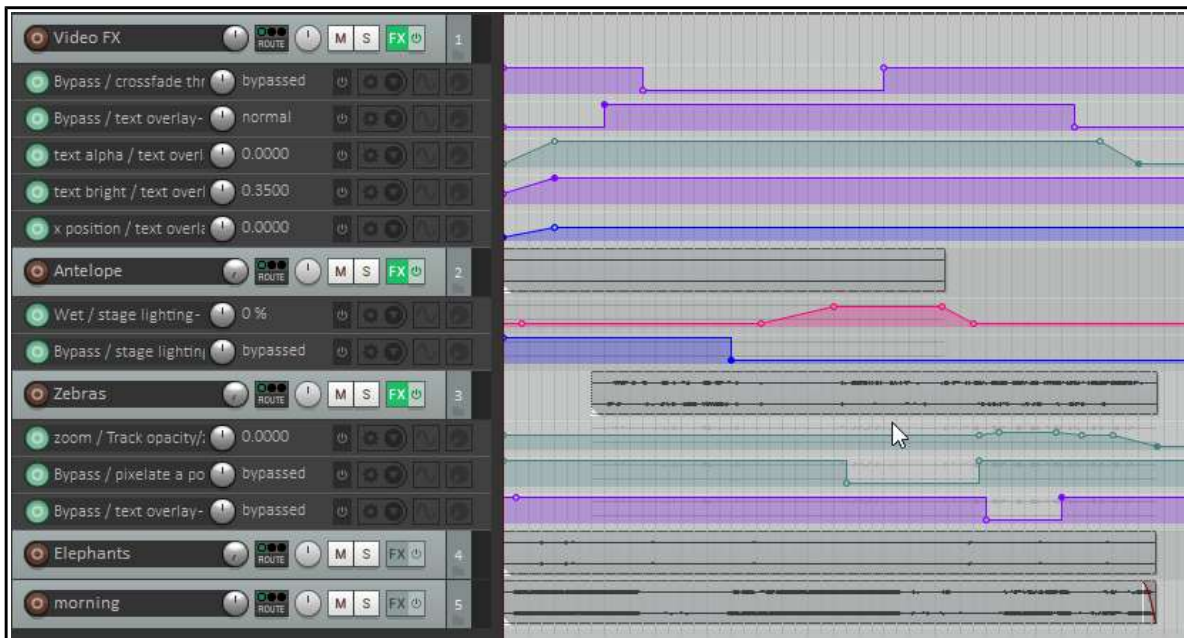 Video FX ROUTE M S FX 1
Bypass / crossfade thr bypassed
Bypass / text overlay- normal
text alpha / text overl 0.0000
text bright / text overl 0.3500
x position / text overla 0.0000
Antelope ROUTE M S FX 2
Wet / stage lighting- 0 %
Bypass / stage lighting bypassed
Zebras ROUTE M S FX 3
zoom / Track opacity/z 0.0000
Bypass / pixelate a po bypassed
Bypass / text overlay- bypassed
Elephants ROUTE M S FX 4
morning ROUTE M S FX 5